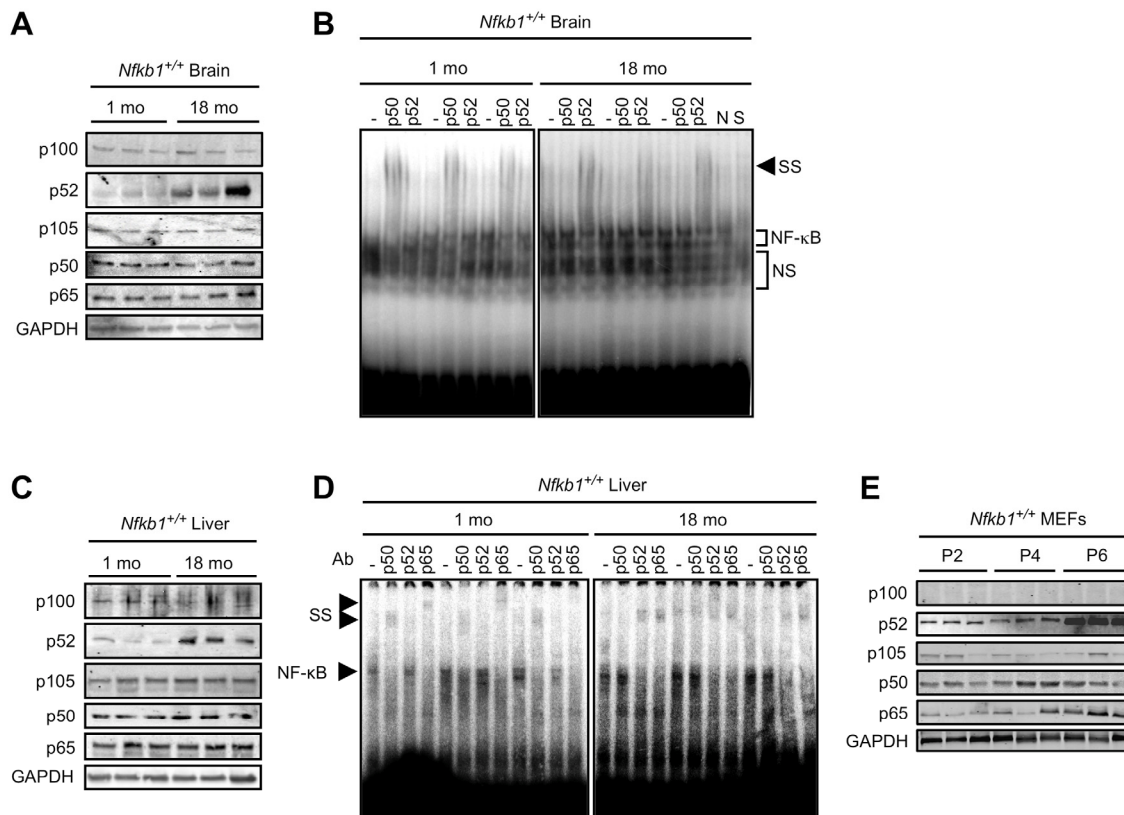 A
Nfkb1+/+ Brain
1 mo 18 mo
p100
p52
p105
p50
p65
GAPDH
B
Nfkb1+/+ Brain
1 mo 18 mo
- p50 p52 - p50 p52 - p50 p52 - p50 p52 - p50 p52 - p50 p52 N S
SS
NF-κB
NS
C
Nfkb1+/+ Liver
1 mo 18 mo
p100
p52
p105
p50
p65
GAPDH
D
Nfkb1+/+ Liver
1 mo 18 mo
Ab - p50 p52 p65 - p50 p52 p65 - p50 p52 p65 - p50 p52 p65 - p50 p52 p65 - p50 p52 p65
SS
NF-κB
E
Nfkb1+/+ MEFs
P2 P4 P6
p100
p52
p105
p50
p65
GAPDH